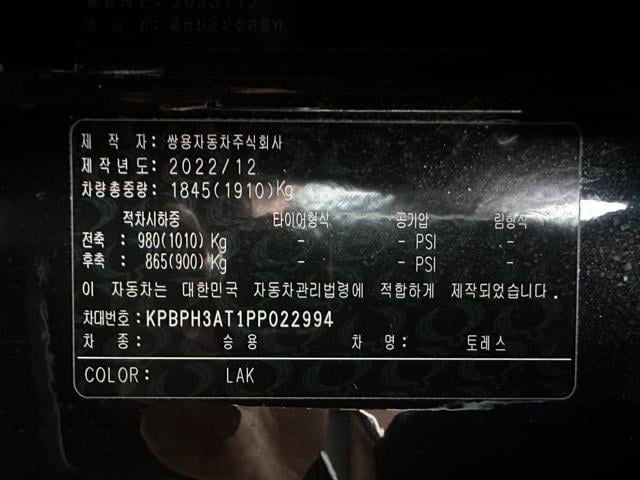 제 작 자: 쌍용자동차주식회사
제작년도: 2022/12
차량총중량: 1845(1910)Kg
적차시하중 타이어형식 공기압 림형식
전축 : 980(1010) Kg - - PSI -
후축 : 865(900) Kg - - PSI -
이 자동차는 대한민국 자동차관리법령에 적합하게 제작되었습니다.
차대번호: KPBPH3AT1PP022994
차 종: 승 용 차 명: 토레스
COLOR: LAK